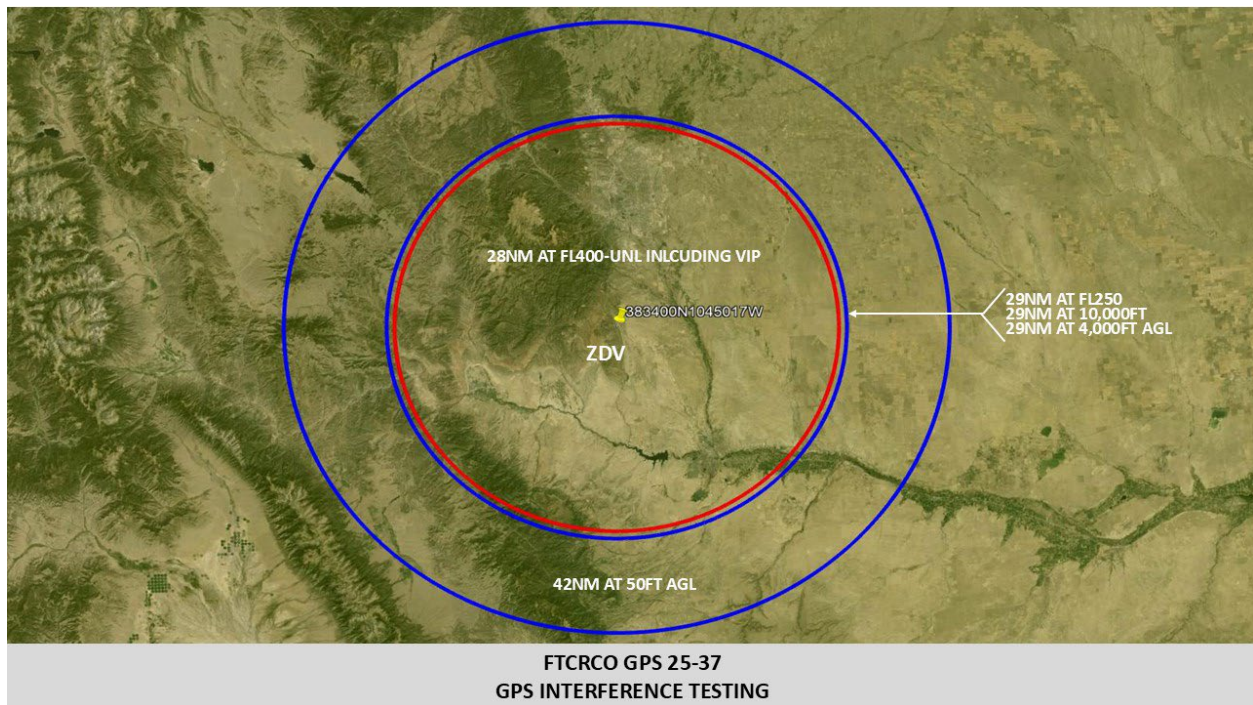 28NM AT FL400-UNL INLCUDING VIP
383400N1045017W
29NM AT FL250
29NM AT 10,000FT
29NM AT 4,000FT AGL
ZDV
42NM AT 50FT AGL
FTCRCO GPS 25-37
GPS INTERFERENCE TESTING